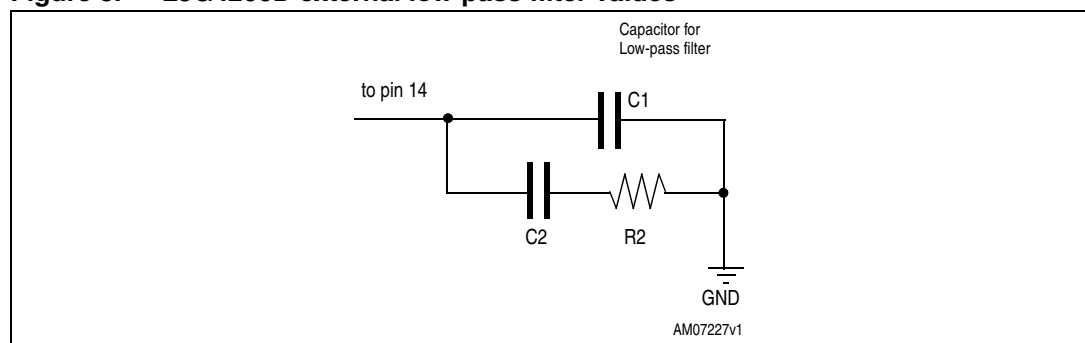 Capacitor for
Low-pass filter
to pin 14
C1
C2
R2
GND
AM07227v1